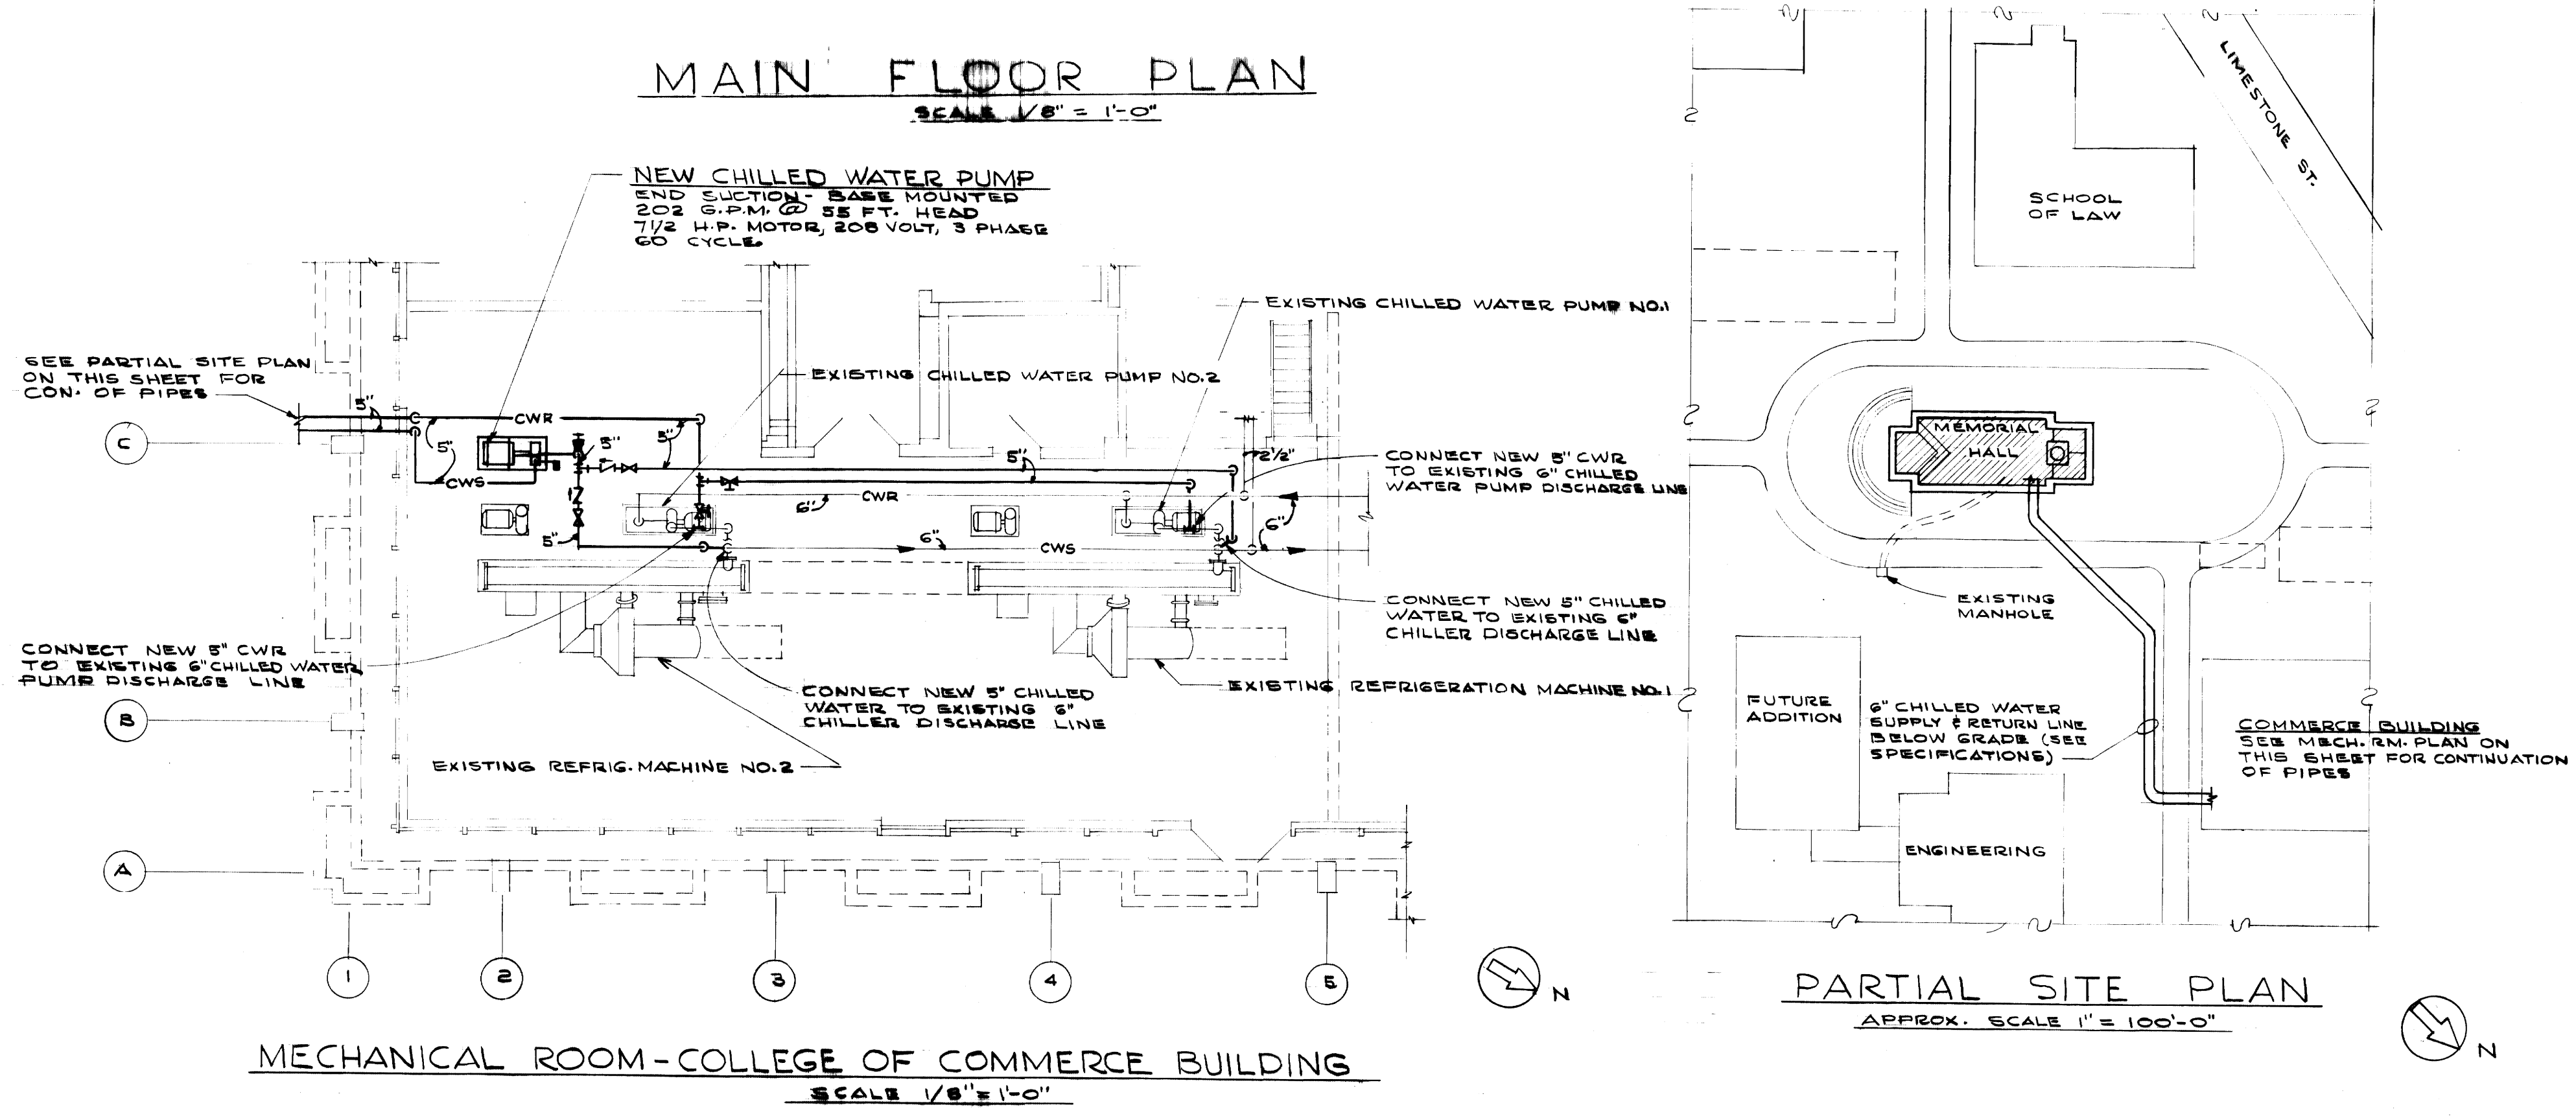 MAIN FLOOR PLAN
SCALE 1/8" = 1'-0"
NEW CHILLED WATER PUMP
END SUCTION - BASE MOUNTED
202 G.P.M. @ 55 FT. HEAD
7 1/2 H.P. MOTOR, 208 VOLT, 3 PHASE
60 CYCLE
EXISTING CHILLED WATER PUMP NO.1
EXISTING CHILLED WATER PUMP NO.2
SEE PARTIAL SITE PLAN
ON THIS SHEET FOR
CON. OF PIPES
5"
CWR
5"
5"
5"
CWS
5"
2 1/2"
CONNECT NEW 5" CWR
TO EXISTING 6" CHILLED
WATER PUMP DISCHARGE LINE
6"
CWR
6"
5"
6"
CWS
6"
CONNECT NEW 5" CHILLED
WATER TO EXISTING 6"
CHILLER DISCHARGE LINE
CONNECT NEW 5" CWR
TO EXISTING 6" CHILLED WATER
PUMP DISCHARGE LINE
CONNECT NEW 5" CHILLED
WATER TO EXISTING 6"
CHILLER DISCHARGE LINE
EXISTING REFRIGERATION MACHINE NO.1
EXISTING REFRIG. MACHINE NO.2
C
B
A
1
2
3
4
5
N
MECHANICAL ROOM - COLLEGE OF COMMERCE BUILDING
SCALE 1/8" = 1'-0"
LIMESTONE ST.
SCHOOL
OF LAW
MEMORIAL
HALL
EXISTING
MANHOLE
FUTURE
ADDITION
6" CHILLED WATER
SUPPLY & RETURN LINE
BELOW GRADE (SEE
SPECIFICATIONS)
COMMERCE BUILDING
SEE MECH. RM. PLAN ON
THIS SHEET FOR CONTINUATION
OF PIPES
ENGINEERING
PARTIAL SITE PLAN
APPROX. SCALE 1" = 100'-0"
N